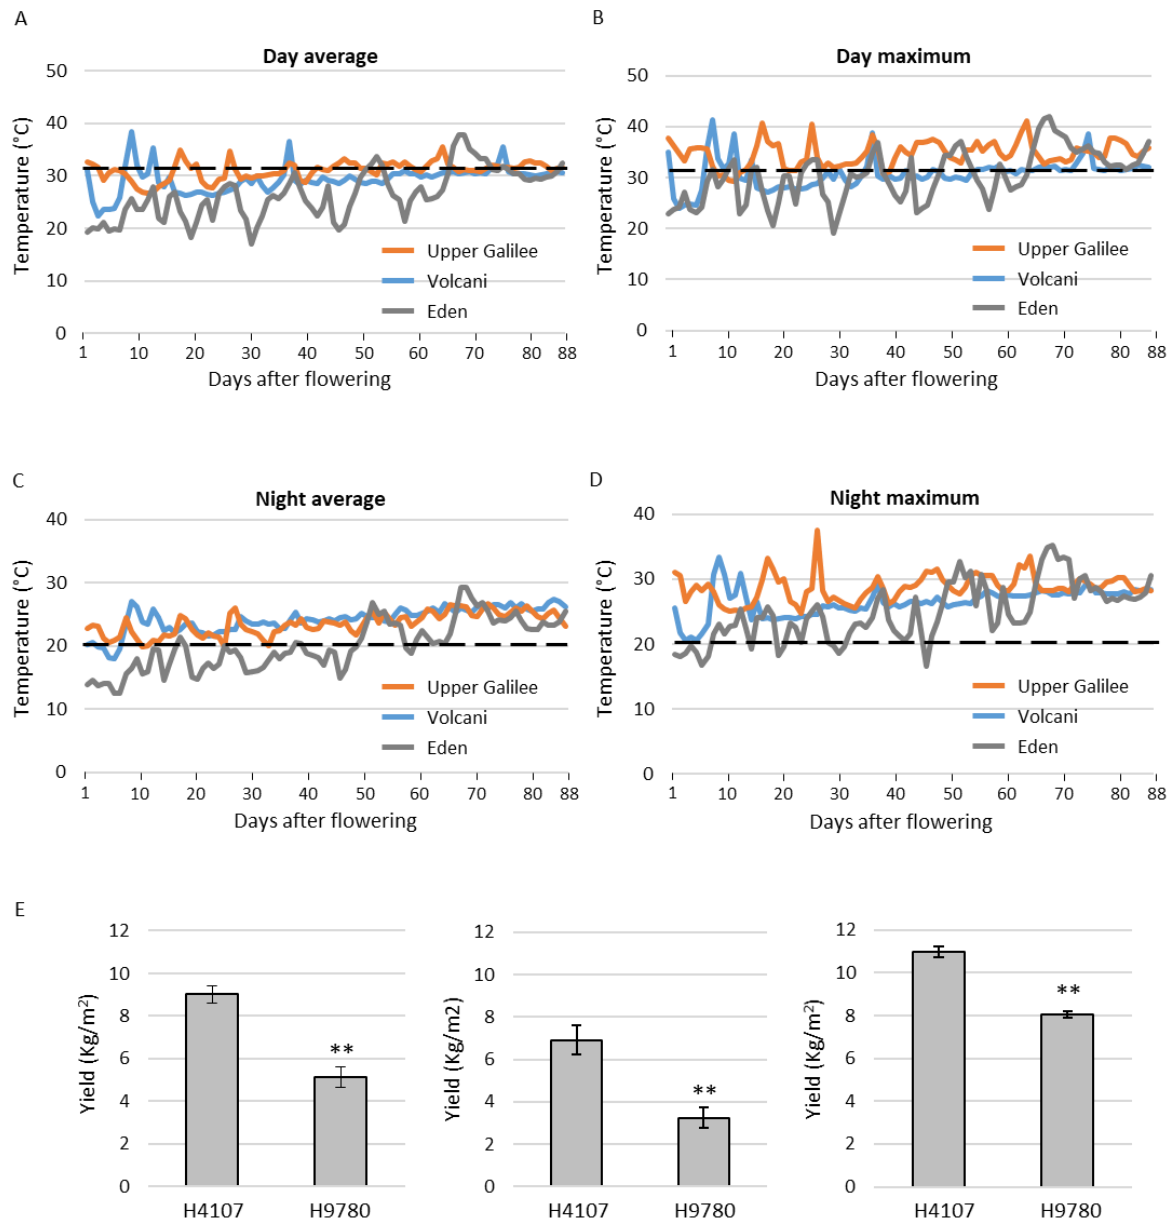 A
Day average
50
40
30
20
10
0
Temperature (°C)
Upper Galilee
Volcani
Eden
1 10 20 30 40 50 60 70 80 88
Days after flowering
B
Day maximum
50
40
30
20
10
0
Temperature (°C)
Upper Galilee
Volcani
Eden
1 10 20 30 40 50 60 70 80 88
Days after flowering
C
Night average
40
30
20
10
0
Temperature (°C)
Upper Galilee
Volcani
Eden
1 10 20 30 40 50 60 70 80 88
Days after flowering
D
Night maximum
40
30
20
10
0
Temperature (°C)
Upper Galilee
Volcani
Eden
1 10 20 30 40 50 60 70 80 88
Days after flowering
E
12
10
8
6
4
2
0
Yield (Kg/m²)
**
H4107 H9780
12
10
8
6
4
2
0
Yield (Kg/m2)
**
H4107 H9780
12
10
8
6
4
2
0
Yield (Kg/m²)
**
H4107 H9780